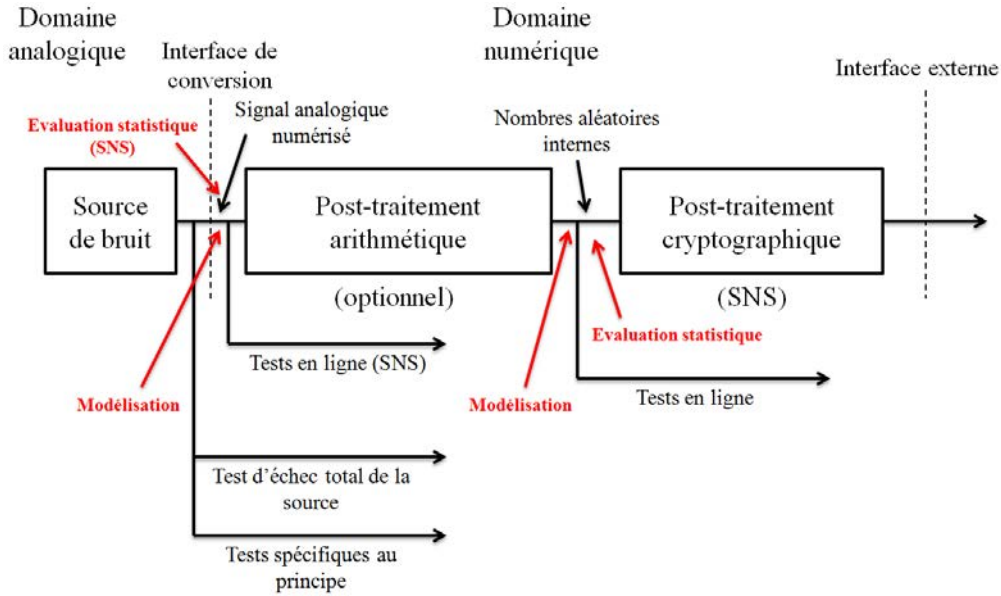 Domaine
analogique
Domaine
numérique
Interface de
conversion
Interface externe
Signal analogique
numérisé
Evaluation statistique
(SNS)
Nombres aléatoires
internes
Source
de bruit
Post-traitement
arithmétique
Post-traitement
cryptographique
(optionnel)
(SNS)
Evaluation statistique
Tests en ligne (SNS)
Modélisation
Modélisation
Tests en ligne
Test d'échec total de la
source
Tests spécifiques au
principe